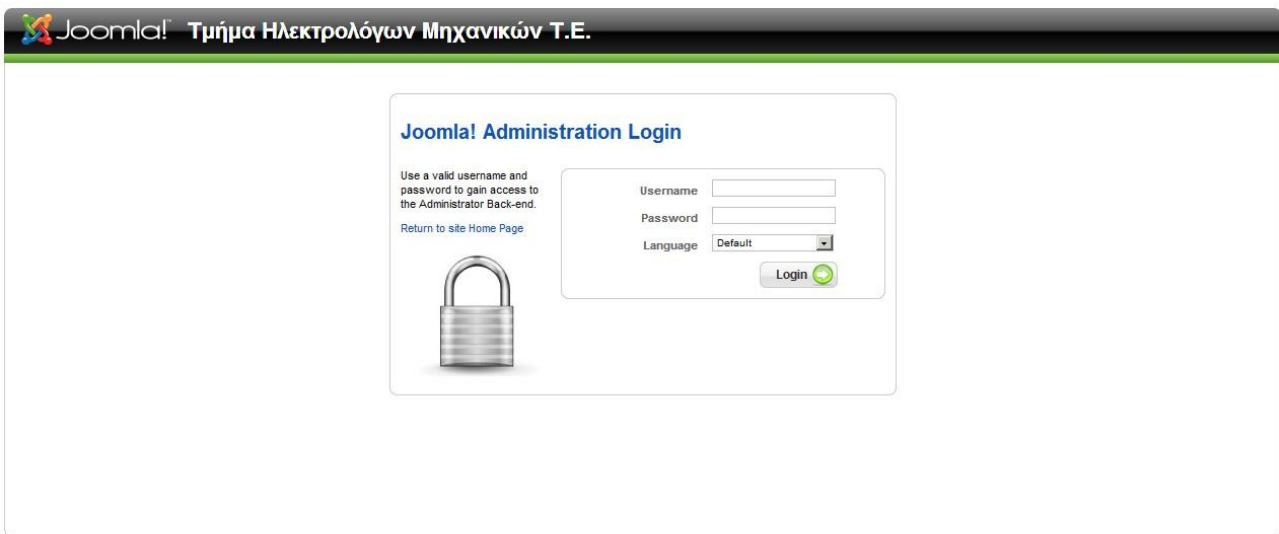 Joomla!™ Τμήμα Ηλεκτρολόγων Μηχανικών Τ.Ε.
Joomla! Administration Login
Use a valid username and
password to gain access to
the Administrator Back-end.
Return to site Home Page
Username
Password
Language Default
Login